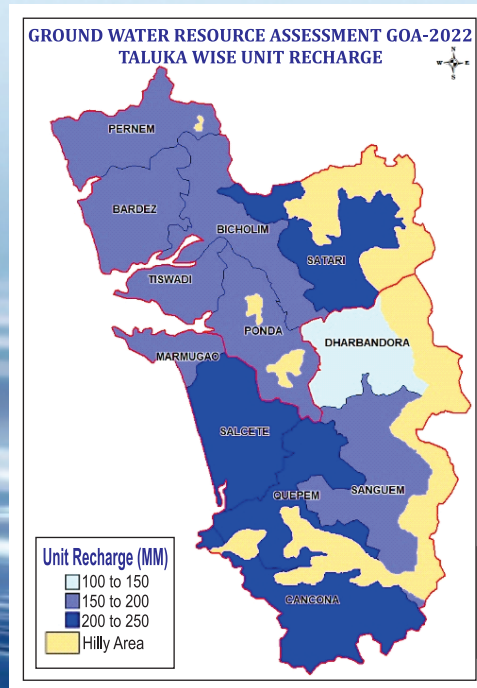 GROUND WATER RESOURCE ASSESSMENT GOA-2022
TALUKA WISE UNIT RECHARGE
N
W E
S
PERNEM
BARDEZ
BICHOLIM
SATARI
TISWADI
PONDA
DHARBANDORA
MARMUGAO
SALCETE
SANGUEM
QUEPEM
CANCONA
Unit Recharge (MM)
100 to 150
150 to 200
200 to 250
Hilly Area